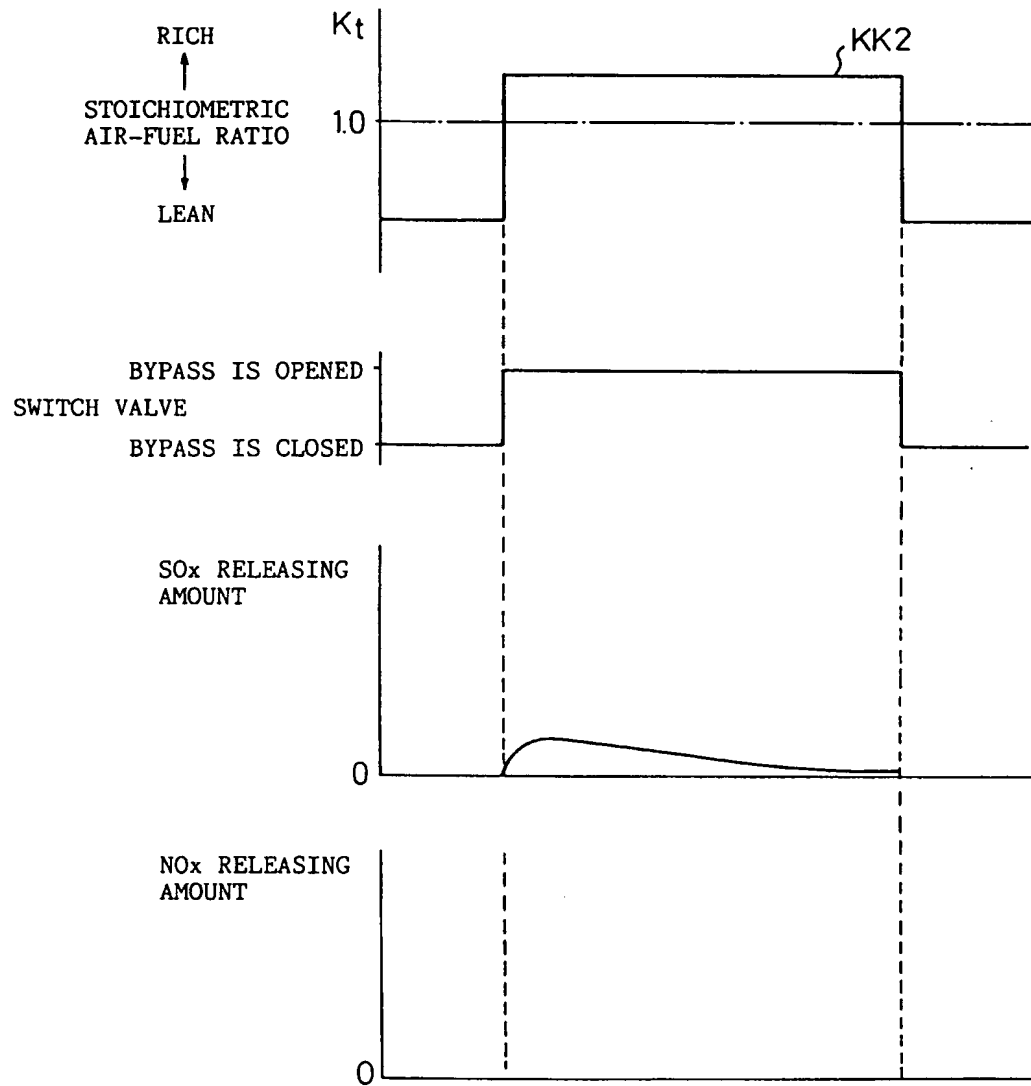 Kt
RICH
KK2
STOICHIOMETRIC
AIR-FUEL RATIO
1.0
LEAN
BYPASS IS OPENED
SWITCH VALVE
BYPASS IS CLOSED
SOx RELEASING
AMOUNT
0
NOx RELEASING
AMOUNT
0